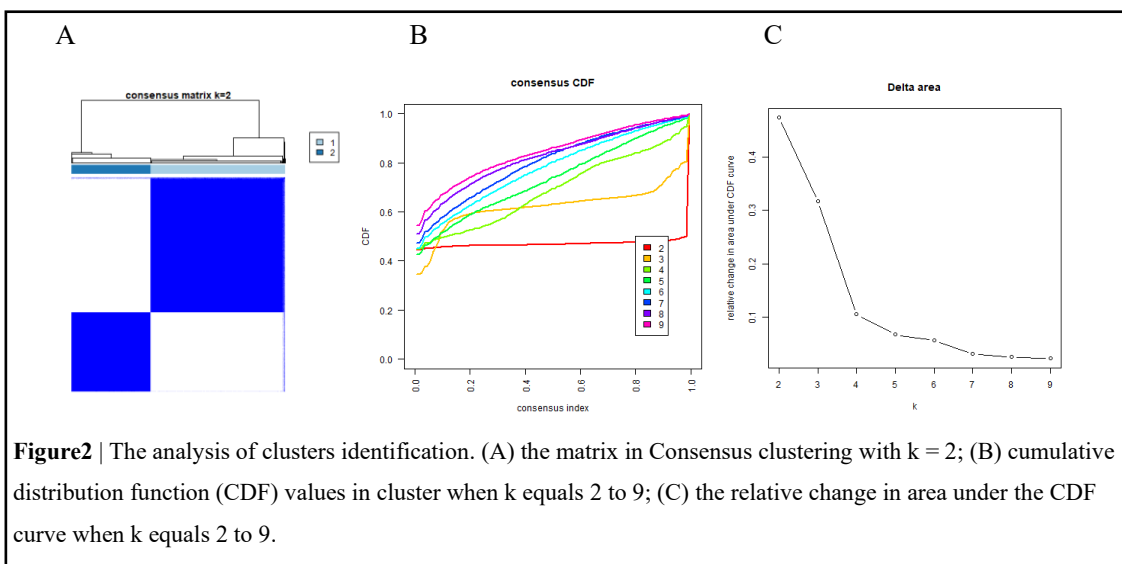 A
B
C
consensus matrix k=2
1
2
consensus CDF
CDF
1.0
0.8
0.6
0.4
0.2
0.0
0.0
0.2
0.4
0.6
0.8
1.0
consensus index
2
3
4
5
6
7
8
9
Delta area
relative change in area under CDF curve
0.4
0.3
0.2
0.1
2
3
4
5
6
7
8
9
k
Figure2 | The analysis of clusters identification. (A) the matrix in Consensus clustering with k = 2; (B) cumulative
distribution function (CDF) values in cluster when k equals 2 to 9; (C) the relative change in area under the CDF
curve when k equals 2 to 9.